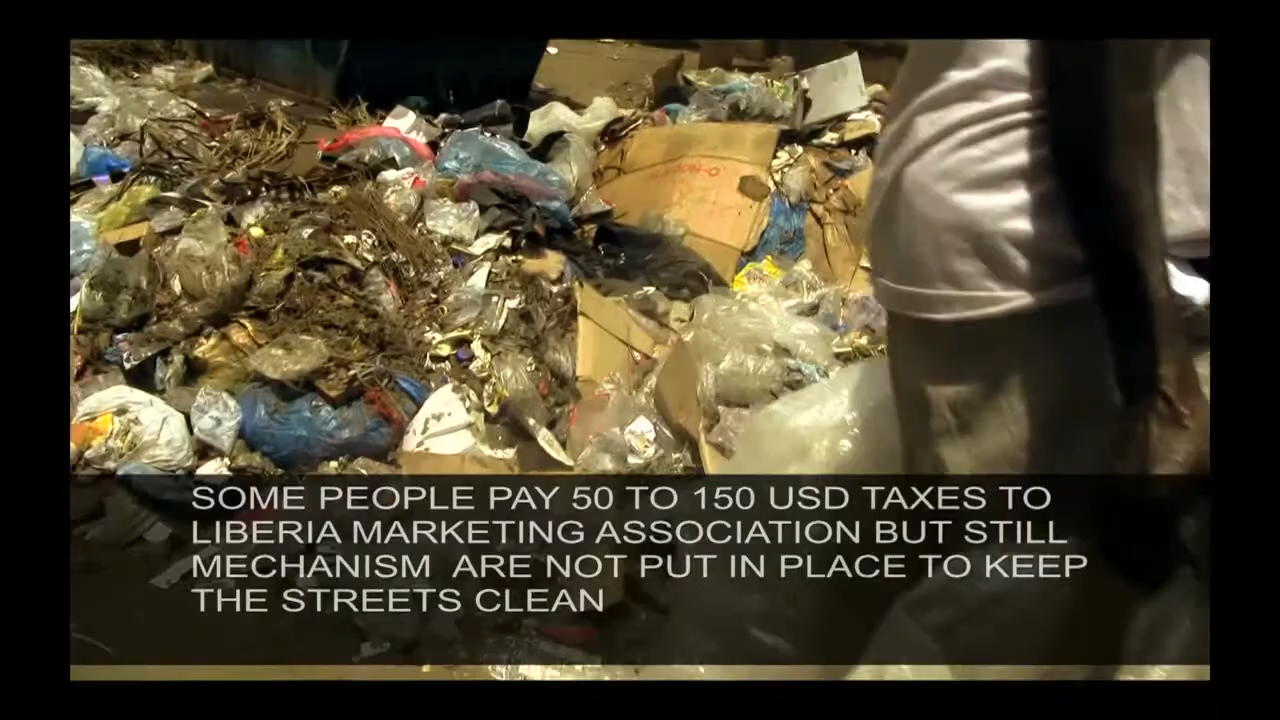 SOME PEOPLE PAY 50 TO 150 USD TAXES TO
LIBERIA MARKETING ASSOCIATION BUT STILL
MECHANISM  ARE NOT PUT IN PLACE TO KEEP
THE STREETS CLEAN